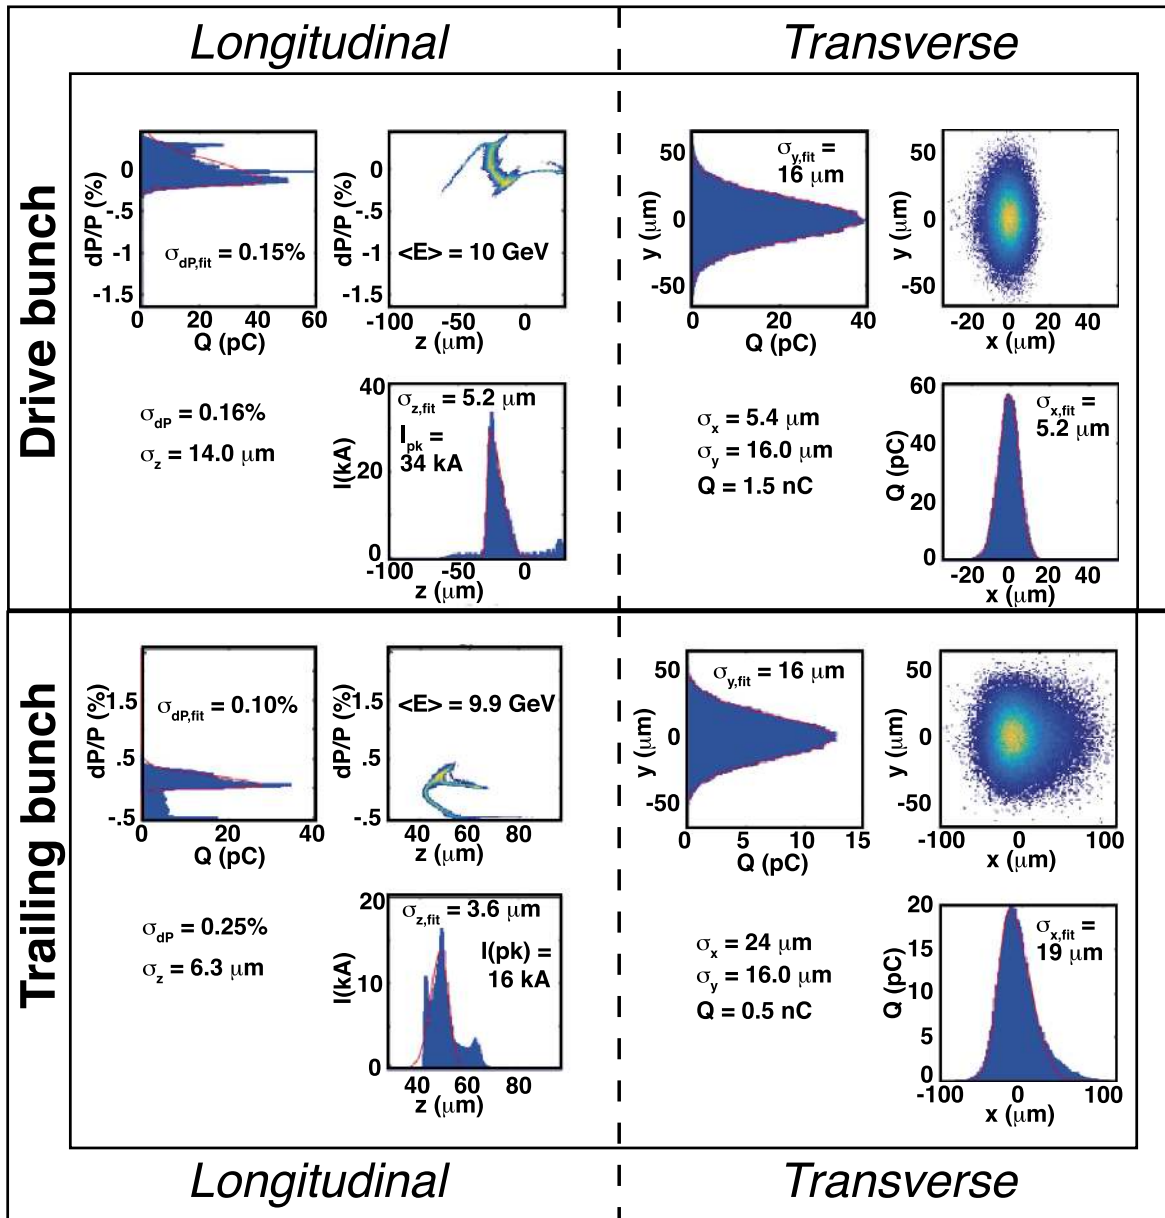 Longitudinal
Transverse
Drive bunch
dP/P (%)
0
-.5
-1
-1.5
σdP,fit = 0.15%
0 20 40 60
Q (pC)
dP/P (%)
0
-.5
-1
-1.5
<E> = 10 GeV
-100 -50 0
z (μm)
y (μm)
50
0
-50
σy,fit =
16 μm
0 20 40
Q (pC)
y (μm)
50
0
-50
-20 0 20 40
x (μm)
σdP = 0.16%
σz = 14.0 μm
I(kA)
40
20
0
σz,fit = 5.2 μm
Ipk =
34 kA
-100 -50 0
z (μm)
σx = 5.4 μm
σy = 16.0 μm
Q = 1.5 nC
Q (pC)
60
40
20
0
σx,fit =
5.2 μm
-20 0 20 40
x (μm)
Trailing bunch
dP/P (%)
1.5
.5
-.5
σdP,fit = 0.10%
0 20 40
Q (pC)
dP/P (%)
1.5
.5
-.5
<E> = 9.9 GeV
40 60 80
z (μm)
y (μm)
50
0
-50
σy,fit = 16 μm
0 5 10 15
Q (pC)
y (μm)
50
0
-50
-100 0 100
x (μm)
σdP = 0.25%
σz = 6.3 μm
I(kA)
20
10
0
σz,fit = 3.6 μm
I(pk) =
16 kA
40 60 80
z (μm)
σx = 24 μm
σy = 16.0 μm
Q = 0.5 nC
Q (pC)
20
15
10
5
0
σx,fit =
19 μm
-100 0 100
x (μm)
Longitudinal
Transverse